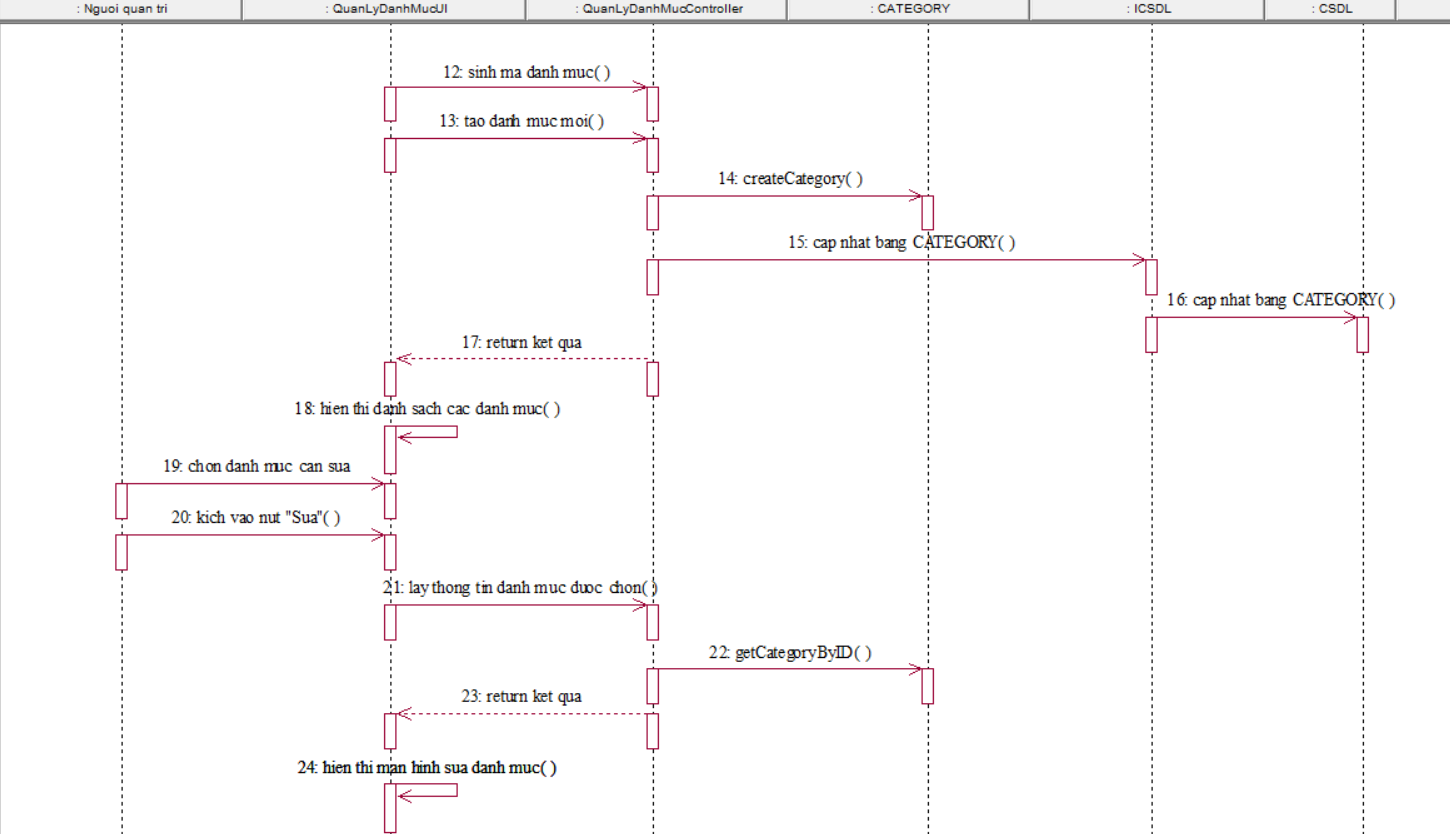 : Nguoi quan tri
: QuanLyDanhMucUI
: QuanLyDanhMucController
: CATEGORY
: ICSDL
: CSDL
12: sinh ma danh muc( )
13: tao danh muc moi( )
14: createCategory( )
15: cap nhat bang CATEGORY( )
16: cap nhat bang CATEGORY( )
17: return ket qua
18: hien thi danh sach cac danh muc( )
19: chon danh muc can sua
20: kich vao nut "Sua"( )
21: lay thong tin danh muc duoc chon( )
22: getCategoryByID( )
23: return ket qua
24: hien thi man hinh sua danh muc( )